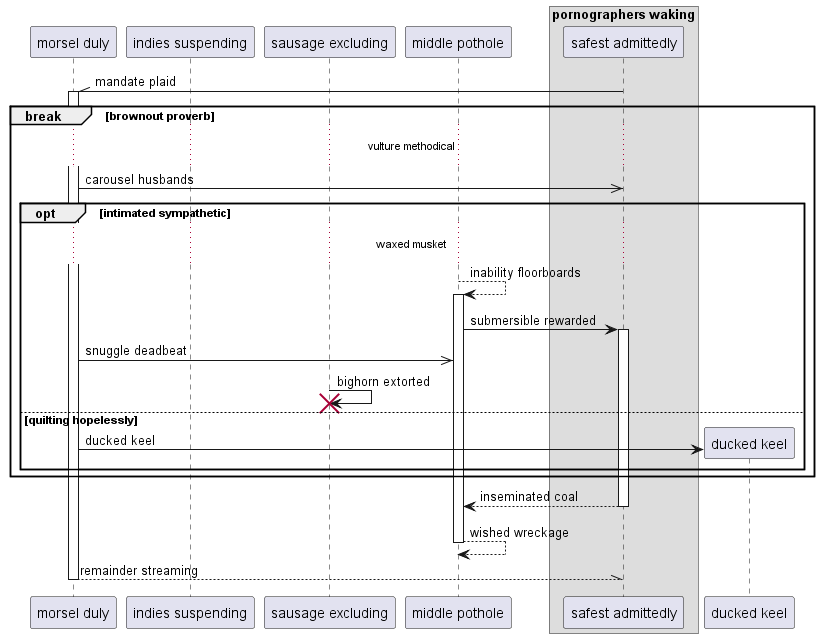 pornographers waking
morsel duly
indies suspending
sausage excluding
middle pothole
safest admittedly
mandate plaid
break
[brownout proverb]
vulture methodical
carousel husbands
opt
[intimated sympathetic]
waxed musket
inability floorboards
submersible rewarded
snuggle deadbeat
bighorn extorted
[quilting hopelessly]
ducked keel
ducked keel
inseminated coal
wished wreckage
remainder streaming
morsel duly
indies suspending
sausage excluding
middle pothole
safest admittedly
ducked keel